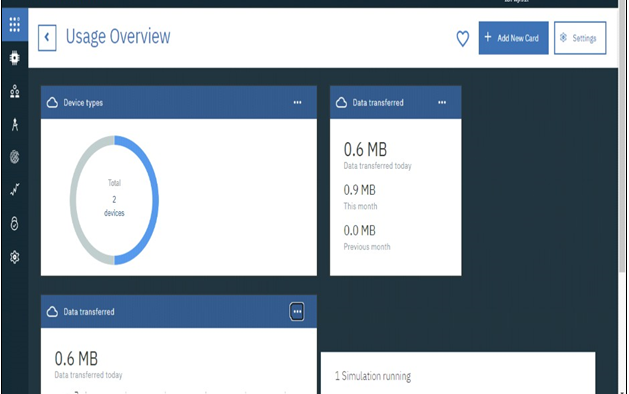 Usage Overview
+ Add New Card
Settings
Device types
Total
2
devices
Data transferred
0.6 MB
Data transferred today
0.9 MB
This month
0.0 MB
Previous month
Data transferred
0.6 MB
Data transferred today
1 Simulation running